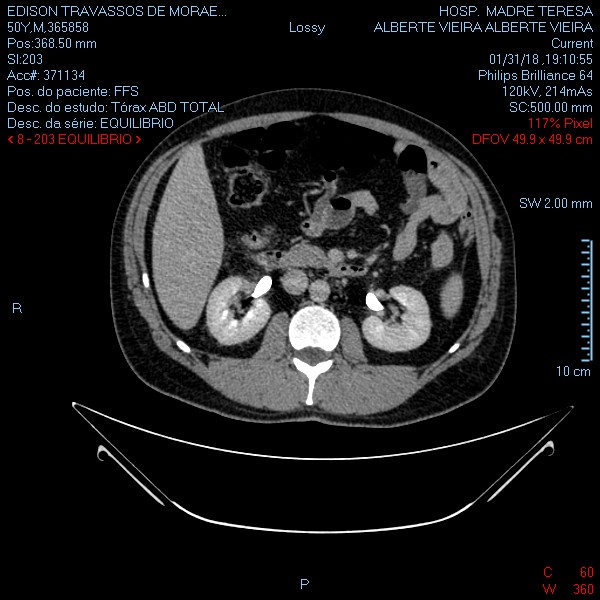 EDISON TRAVASSOS DE MORAE...
50Y,M,365858
Pos:368.50 mm
Sl:203
Acc#: 371134
Pos. do paciente: FFS
Desc. do estudo: Tórax ABD TOTAL
Desc. da série: EQUILIBRIO
< 8 - 203 EQUILIBRIO >
Lossy
HOSP. MADRE TERESA
ALBERTE VIEIRA ALBERTE VIEIRA
Current
01/31/18 ,19:10:55
Philips Brilliance 64
120kV, 214mAs
SC:500.00 mm
117% Pixel
DFOV 49.9 x 49.9 cm
SW 2.00 mm
R
10 cm
P
C 60
W 360